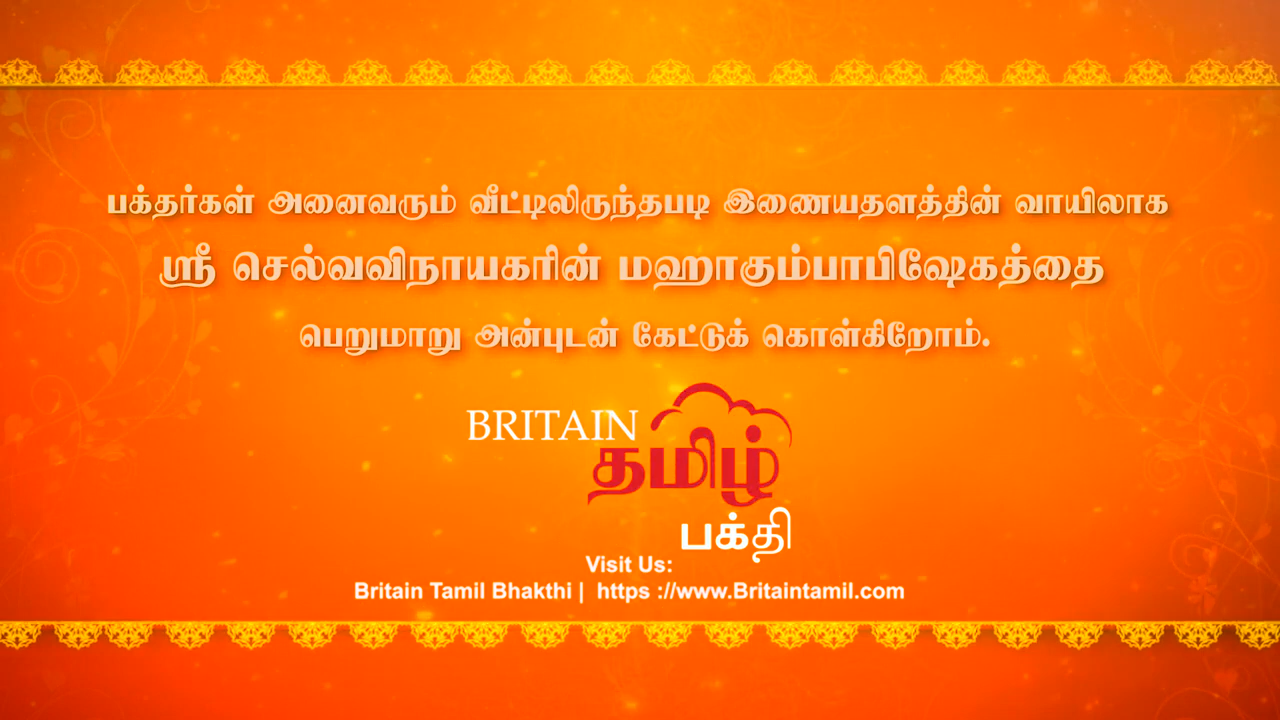 பக்தர்கள் அனைவரும் வீட்டிலிருந்தபடி இணையதளத்தின் வாயிலாக
ஸ்ரீ செல்வவிநாயகரின் மஹாகும்பாபிஷேகத்தை
பெறுமாறு அன்புடன் கேட்டுக் கொள்கிறோம்.
BRITAIN
தமிழ்
பக்தி
Visit Us:
Britain Tamil Bhakthi | https ://www.Britaintamil.com